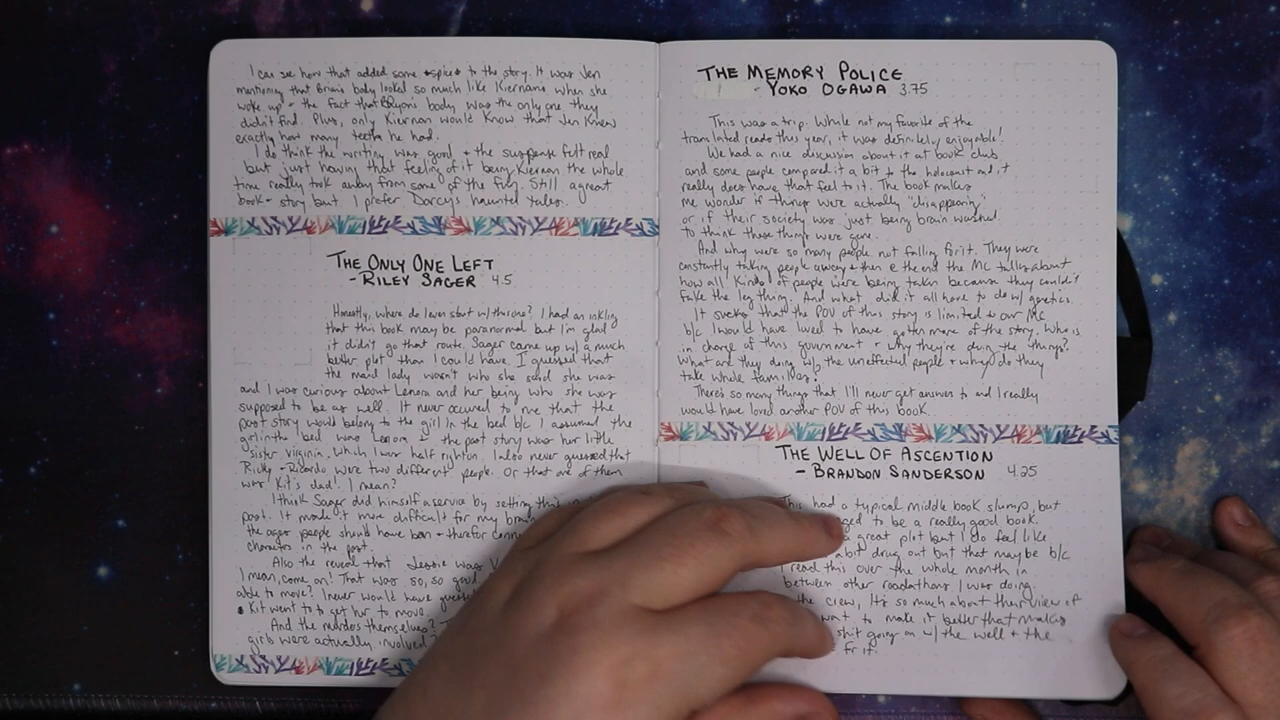 I can see how that added some *spice* to the story. It was Jen
mentioning that Brian's body looked so much like Kiernan's when she
woke up + the fact that Bryon's body was the only one they
didn't find. Plus, only Kiernan would know that Jen knew
exactly how many teeth he had.
I do think the writing was good + the suspense felt real
but just having that feeling of it being Kiernan the whole
time really took away from some of the fun. Still a great
book + story but I prefer Darcy's haunted tales.
THE ONLY ONE LEFT
- RILEY SAGER 4.5
Honestly, where do I even start w/ this one? I had an inkling
that this book may be paranormal but I'm glad
it didn't go that route. Sager came up w/ a much
better plot than I could have. I guessed that
the maid lady wasn't who she said she was
and I was curious about Lenora and her being who she was
supposed to be as well. It never occured to me that the
past story would belong to the girl in the bed b/c I assumed the
girl in the bed was Lenora + the past story was her little
sister Virginia. Which I was half right on. I also never guessed that
Ricky + Ricardo were two different people. Or that one of them
was! Kit's dad! I mean?
I think Sager did himself a service by setting this
past. It made it more difficult for my brain
the ages people should have been + therefor
characters in the past.
Also the reveal that Jessie was
I mean, come on! That was so, so good.
able to move? I never would have guessed
Kit went to to get her to move
And the murders themselves?
girls were actually involved
THE MEMORY POLICE
- YOKO OGAWA 3.75
This was a trip. While not my favorite of the
translated reads this year, it was definitely enjoyable!
We had a nice discussion about it at book club
and some people compared it a bit to the holocaust and it
really does have that feel to it. The book makes
me wonder if things were actually "disappearing"
or if their society was just being brain washed
to think these things were gone.
And why were so many people not falling for it. They were
constantly taking people away + then @ the end the MC talks about
how all kinds of people were being taken because they couldn't
fake the leg thing. And what did it all have to do w/ genetics.
It sucks that the POV of this story is limited to our MC
b/c I would have loved to have gotten more of the story. Who is
in charge of this government + why they're doing the things?
What are they doing w/ the uneffected people + why do they
take whole families?
There's so many things that I'll never get answers to and I really
would have loved another POV of this book.
THE WELL OF ASCENTION
- BRANDON SANDERSON 4.25
This had a typical middle book slump, but
to be a really good book.
a great plot but I do feel like
a bit drug out but that may be b/c
I read this over the whole month in
between other readathons I was doing.
the crew, It's so much about their view of
want to make it better that makes
shit going on w/ the well + the
fr it.